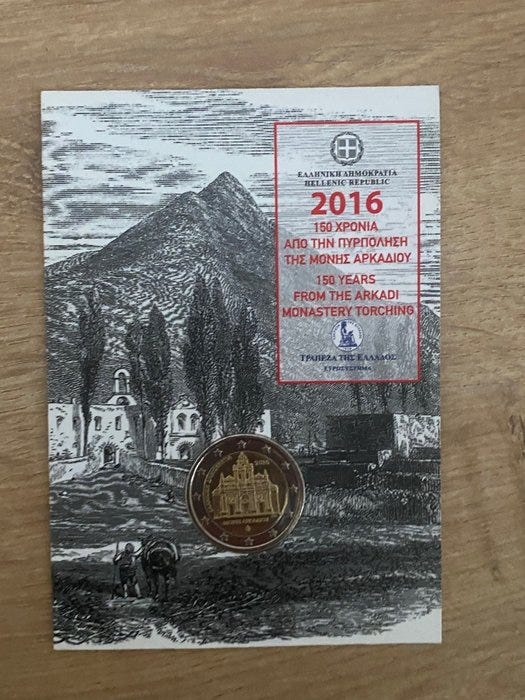 ΕΛΛΗΝΙΚΗ ΔΗΜΟΚΡΑΤΙΑ
HELLENIC REPUBLIC
2016
150 ΧΡΟΝΙΑ
ΑΠΟ ΤΗΝ ΠΥΡΠΟΛΗΣΗ
ΤΗΣ ΜΟΝΗΣ ΑΡΚΑΔΙΟΥ
150 YEARS
FROM THE ARKADI
MONASTERY TORCHING
ΤΡΑΠΕΖΑ ΤΗΣ ΕΛΛΑΔΟΣ
ΕΥΡΩΣΥΣΤΗΜΑ
2016